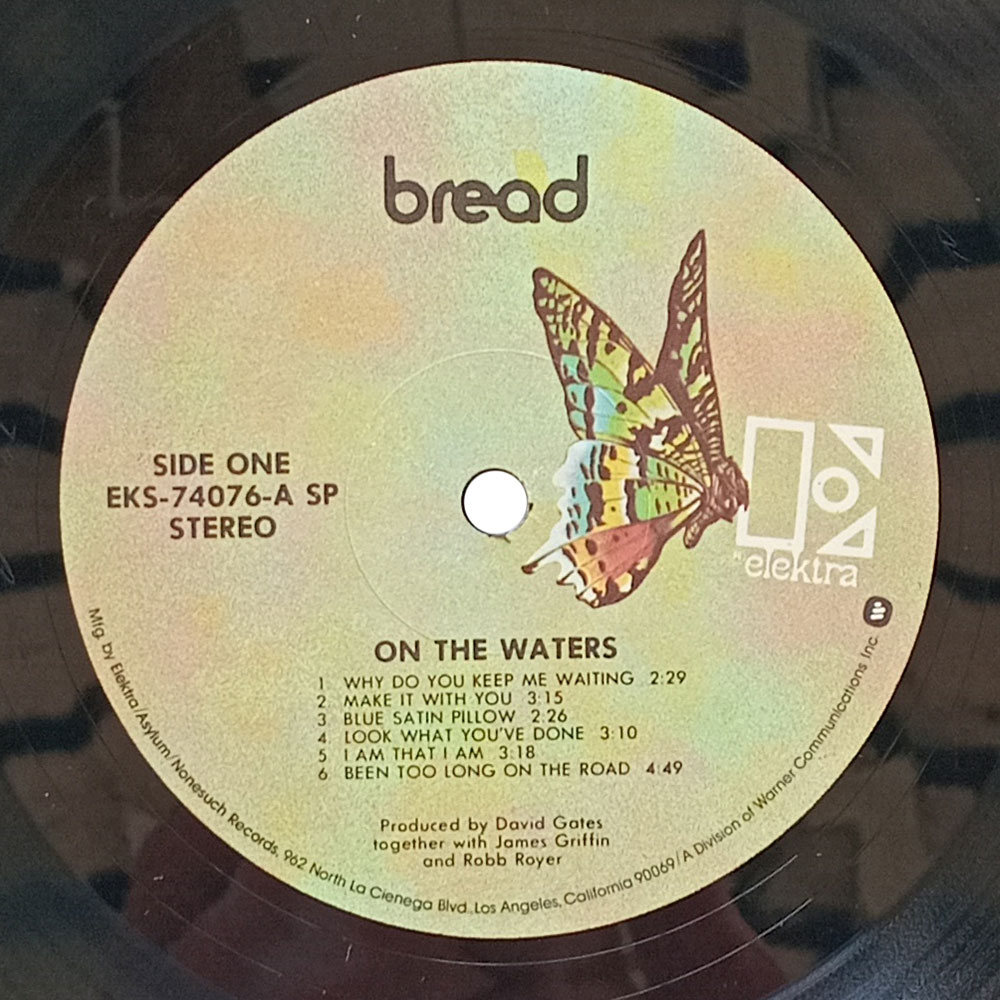 bread
SIDE ONE
EKS-74076-A SP
STEREO
elektra
ON THE WATERS
1 WHY DO YOU KEEP ME WAITING 2:29
2 MAKE IT WITH YOU 3:15
3 BLUE SATIN PILLOW 2:26
4 LOOK WHAT YOU'VE DONE 3:10
5 I AM THAT I AM 3:18
6 BEEN TOO LONG ON THE ROAD 4:49
Produced by David Gates
together with James Griffin
and Robb Royer
Mfg. by Elektra/Asylum/Nonesuch Records, 962 North La Cienega Blvd., Los Angeles, California 90069/A Division of Warner Communications Inc.